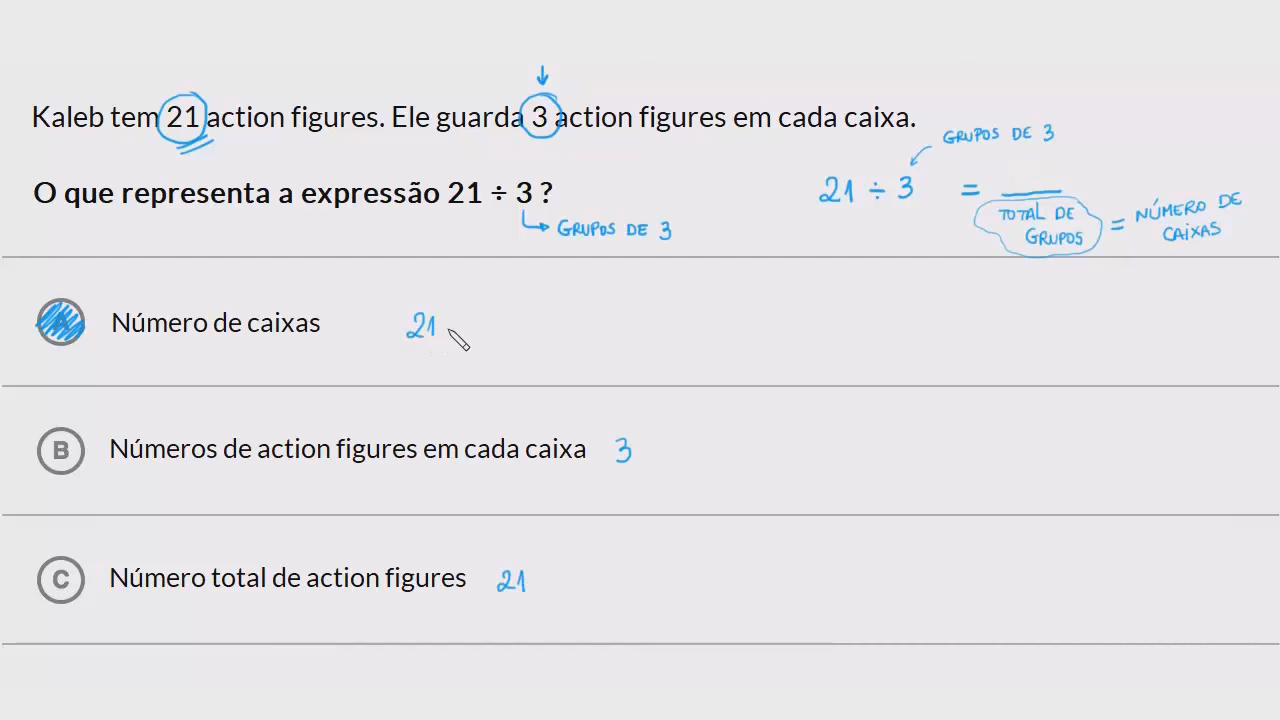 Kaleb tem 21 action figures. Ele guarda 3 action figures em cada caixa.
GRUPOS DE 3
O que representa a expressão 21 ÷ 3 ?
21 ÷ 3 =
GRUPOS DE 3
TOTAL DE GRUPOS = NÚMERO DE CAIXAS
A Número de caixas 21
B Números de action figures em cada caixa 3
C Número total de action figures 21